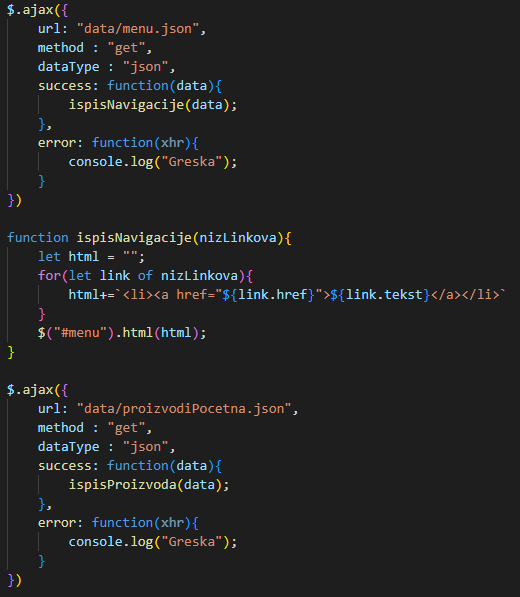 $.ajax({
    url: "data/menu.json",
    method : "get",
    dataType : "json",
    success: function(data){
        ispisNavigacije(data);
    },
    error: function(xhr){
        console.log("Greska");
    }
})

function ispisNavigacije(nizLinkova){
    let html = "";
    for(let link of nizLinkova){
        html+=`<li><a href="${link.href}">${link.tekst}</a></li>`
    }
    $("#menu").html(html);
}

$.ajax({
    url: "data/proizvodiPocetna.json",
    method : "get",
    dataType : "json",
    success: function(data){
        ispisProizvoda(data);
    },
    error: function(xhr){
        console.log("Greska");
    }
})